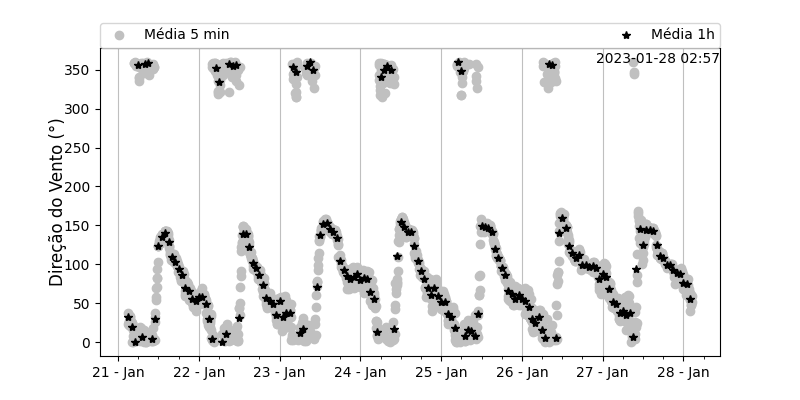 Média 5 min
Média 1h
2023-01-28 02:57
Direção do Vento (°)
350
300
250
200
150
100
50
0
21 - Jan
22 - Jan
23 - Jan
24 - Jan
25 - Jan
26 - Jan
27 - Jan
28 - Jan